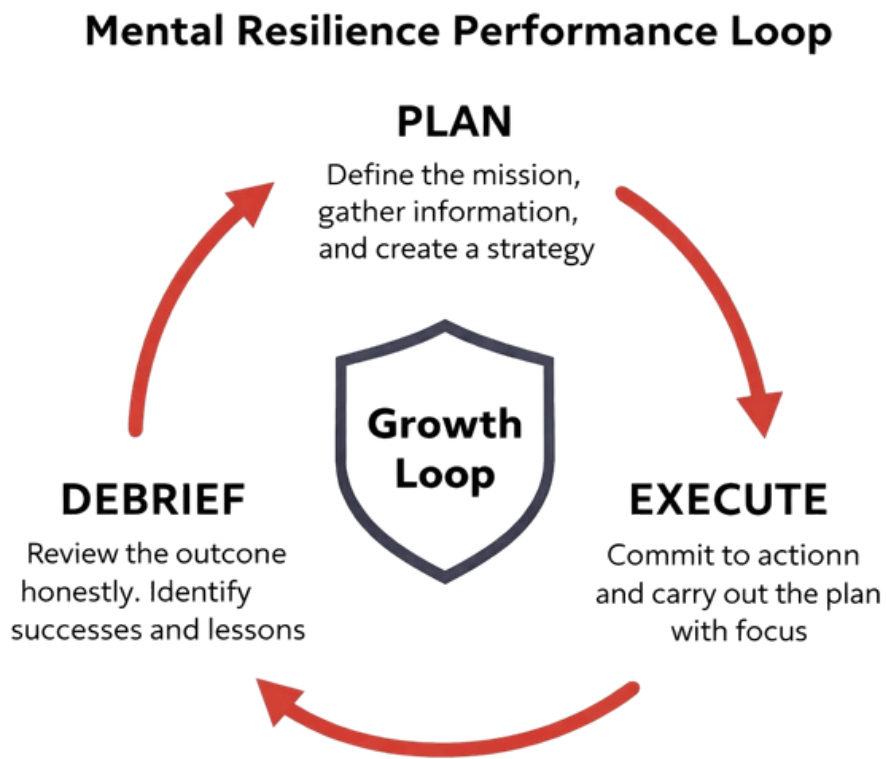 Mental Resilience Performance Loop
PLAN
Define the mission,
gather information,
and create a strategy
Growth
Loop
DEBRIEF
Review the outcome
honestly. Identify
successes and lessons
EXECUTE
Commit to actionn
and carry out the plan
with focus